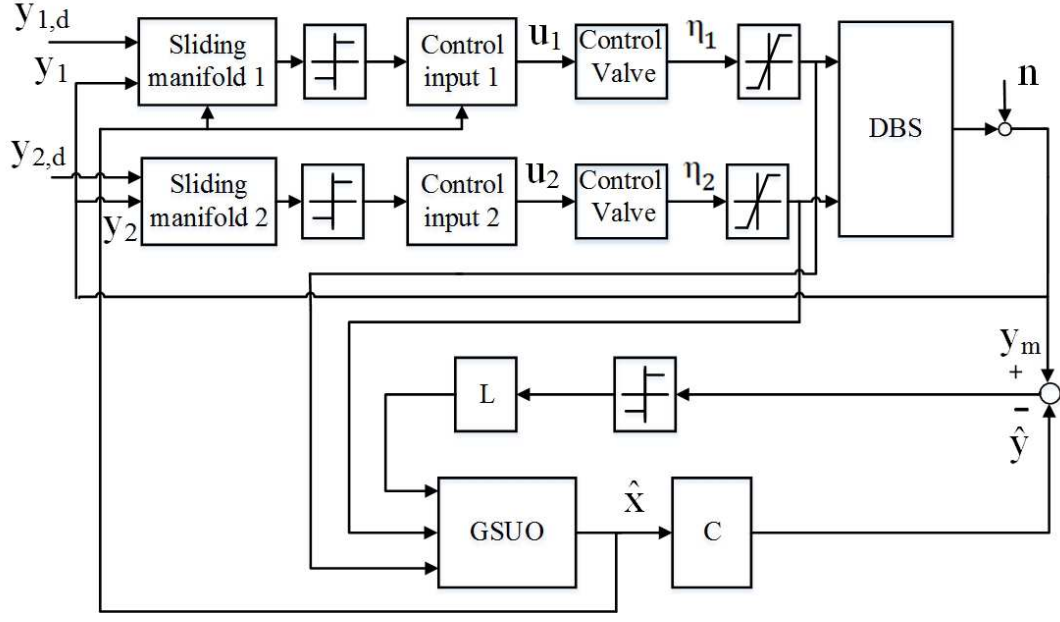 y1,d
y1
Sliding
manifold 1
Control
input 1
u1
Control
Valve
η1
DBS
n
y2,d
y2
Sliding
manifold 2
Control
input 2
u2
Control
Valve
η2
ym
+
-
ŷ
L
GSUO
x̂
C